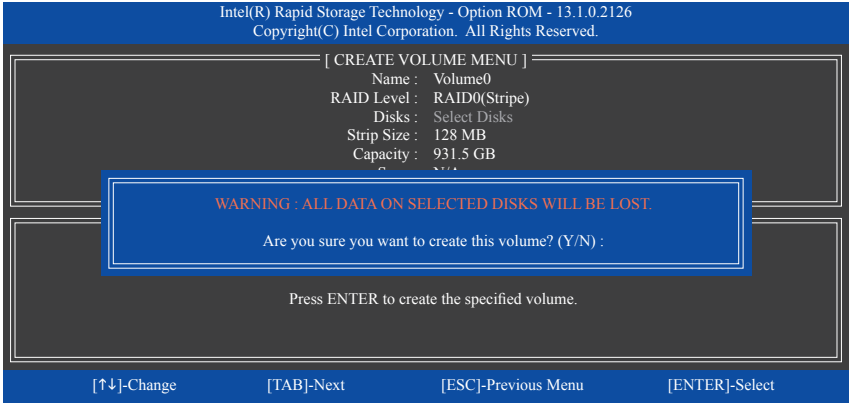 Intel(R) Rapid Storage Technology - Option ROM - 13.1.0.2126
Copyright(C) Intel Corporation. All Rights Reserved.
[ CREATE VOLUME MENU ]
Name : Volume0
RAID Level : RAID0(Stripe)
Disks : Select Disks
Strip Size : 128 MB
Capacity : 931.5 GB
WARNING : ALL DATA ON SELECTED DISKS WILL BE LOST.
Are you sure you want to create this volume? (Y/N) :
Press ENTER to create the specified volume.
[↑↓]-Change [TAB]-Next [ESC]-Previous Menu [ENTER]-Select